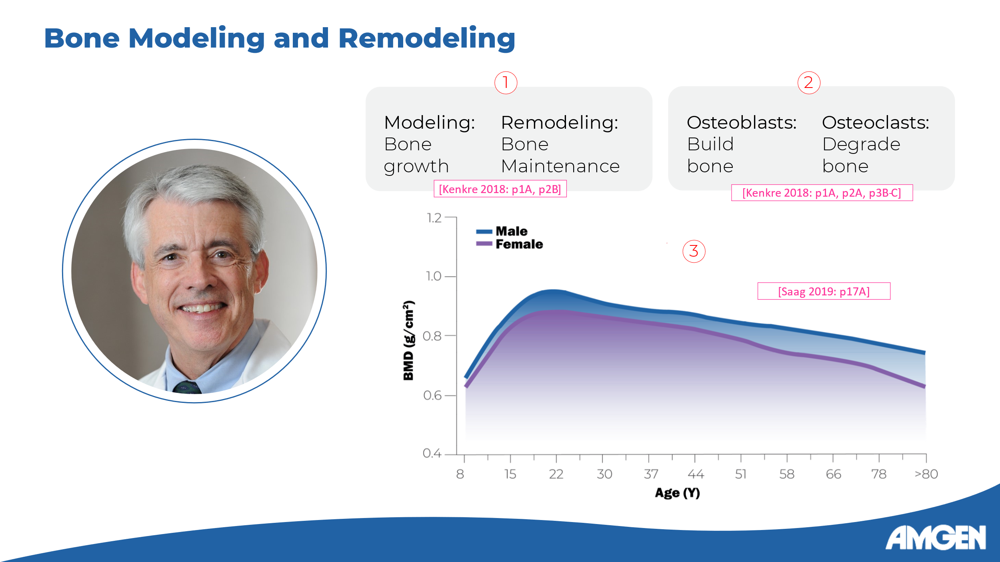 Bone Modeling and Remodeling
1
2
Modeling:
Bone
growth
Remodeling:
Bone
Maintenance
[Kenkre 2018: p1A, p2B]
Osteoblasts:
Build
bone
Osteoclasts:
Degrade
bone
[Kenkre 2018: p1A, p2A, p3B-C]
Male
Female
3
[Saag 2019: p17A]
BMD (g/cm²)
1.2
1.0
0.8
0.6
0.4
8 15 22 30 37 44 51 58 66 78 >80
Age (Y)
AMGEN